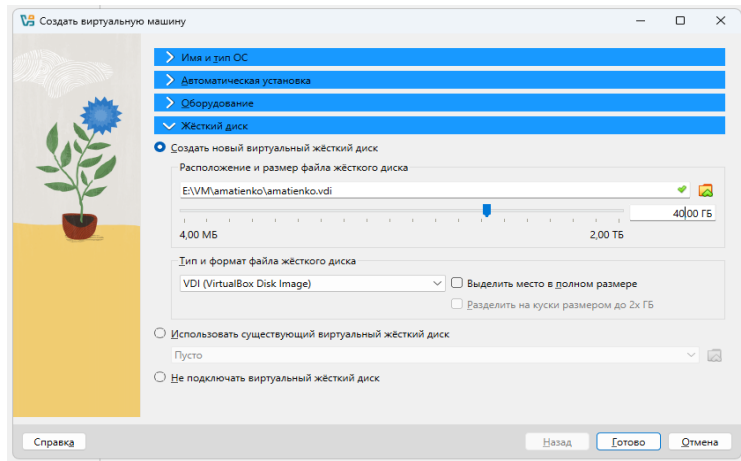 Создать виртуальную машину
Имя и тип ОС
Автоматическая установка
Оборудование
Жёсткий диск
Создать новый виртуальный жёсткий диск
Расположение и размер файла жёсткого диска
E:\VM\amatienko\amatienko.vdi
40,00 ГБ
4,00 МБ 2,00 ТБ
Тип и формат файла жёсткого диска
VDI (VirtualBox Disk Image) Выделить место в полном размере
Разделить на куски размером до 2х ГБ
Использовать существующий виртуальный жёсткий диск
Пусто
Не подключать виртуальный жёсткий диск
Справка Назад Готово Отмена